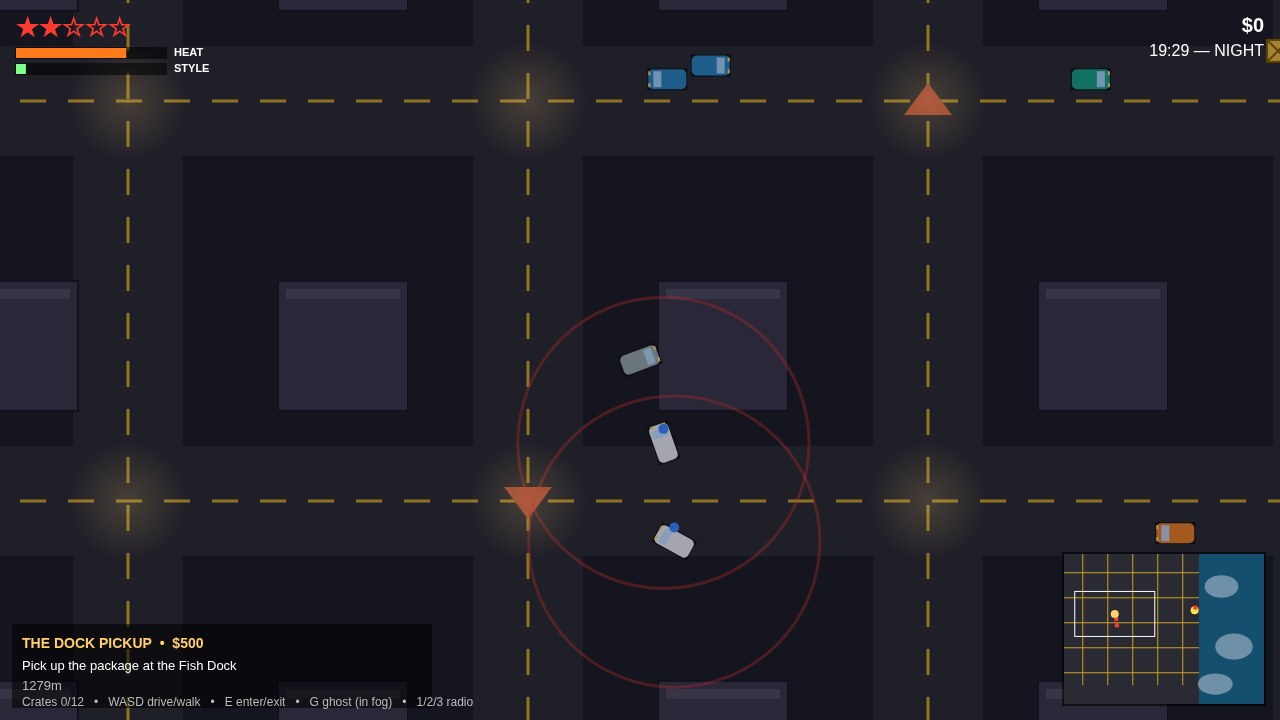 ★★☆☆☆
HEAT
STYLE
$0
19:29 — NIGHT
THE DOCK PICKUP • $500
Pick up the package at the Fish Dock
1279m
Crates 0/12 • WASD drive/walk • E enter/exit • G ghost (in fog) • 1/2/3 radio